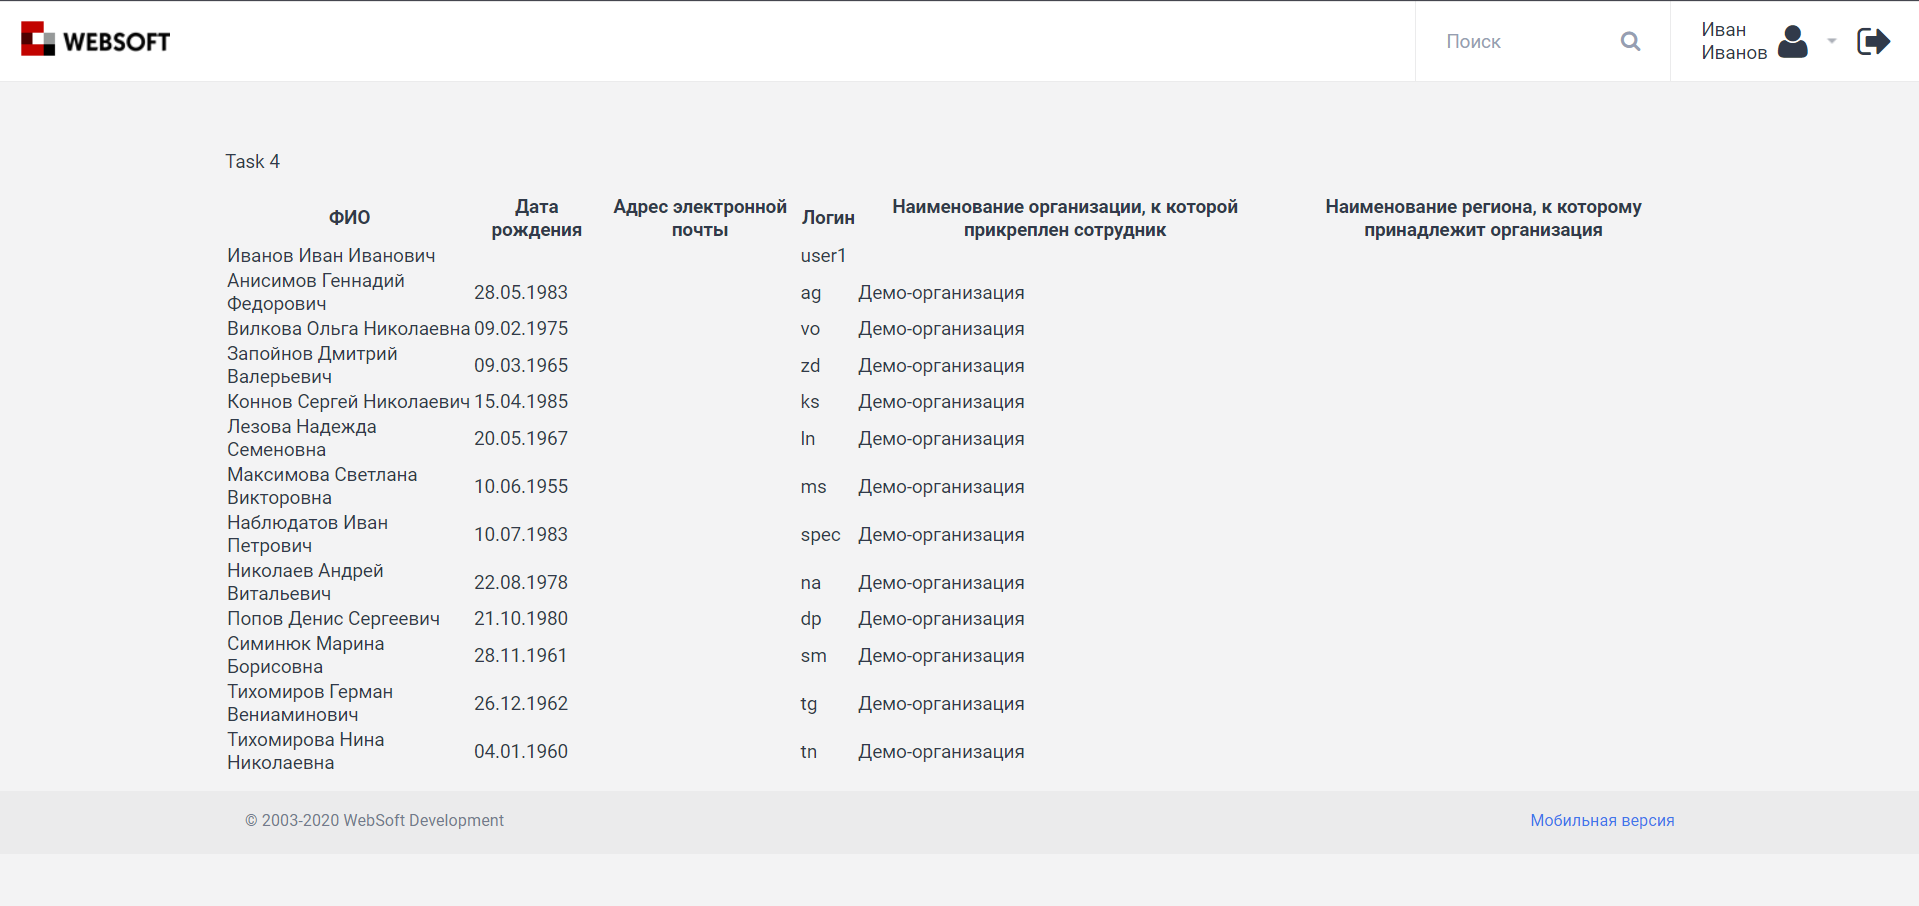 WEBSOFT
Поиск
Иван
Иванов
Task 4
ФИО
Дата
рождения
Адрес электронной
почты
Логин
Наименование организации, к которой
прикреплен сотрудник
Наименование региона, к которому
принадлежит организация
Иванов Иван Иванович user1
Анисимов Геннадий
Федорович
28.05.1983 ag Демо-организация
Вилкова Ольга Николаевна 09.02.1975 vo Демо-организация
Запойнов Дмитрий
Валерьевич
09.03.1965 zd Демо-организация
Коннов Сергей Николаевич 15.04.1985 ks Демо-организация
Лезова Надежда
Семеновна
20.05.1967 ln Демо-организация
Максимова Светлана
Викторовна
10.06.1955 ms Демо-организация
Наблюдатов Иван
Петрович
10.07.1983 spec Демо-организация
Николаев Андрей
Витальевич
22.08.1978 na Демо-организация
Попов Денис Сергеевич 21.10.1980 dp Демо-организация
Симинюк Марина
Борисовна
28.11.1961 sm Демо-организация
Тихомиров Герман
Вениаминович
26.12.1962 tg Демо-организация
Тихомирова Нина
Николаевна
04.01.1960 tn Демо-организация
© 2003-2020 WebSoft Development
Мобильная версия